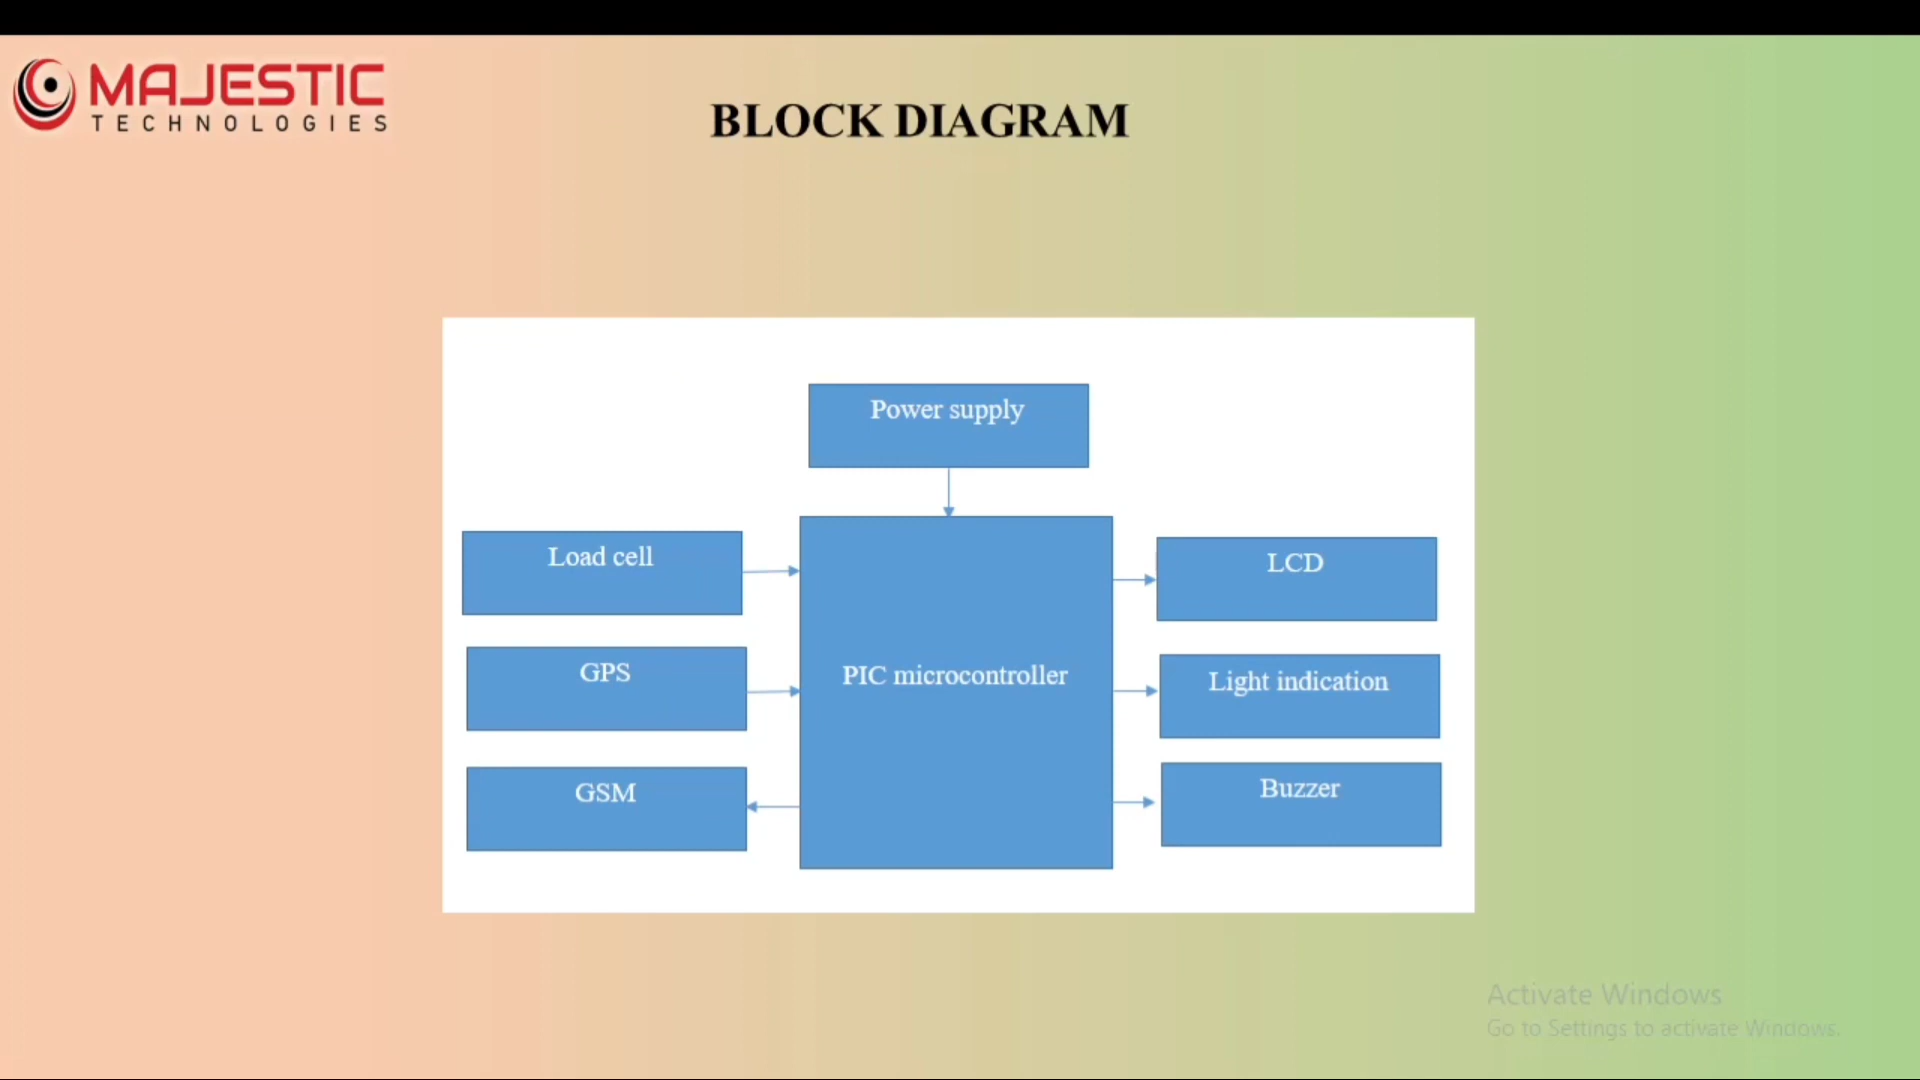 MAJESTIC
TECHNOLOGIES
BLOCK DIAGRAM
Power supply
Load cell
LCD
GPS
PIC microcontroller
Light indication
GSM
Buzzer
Activate Windows
Go to Settings to activate Windows.